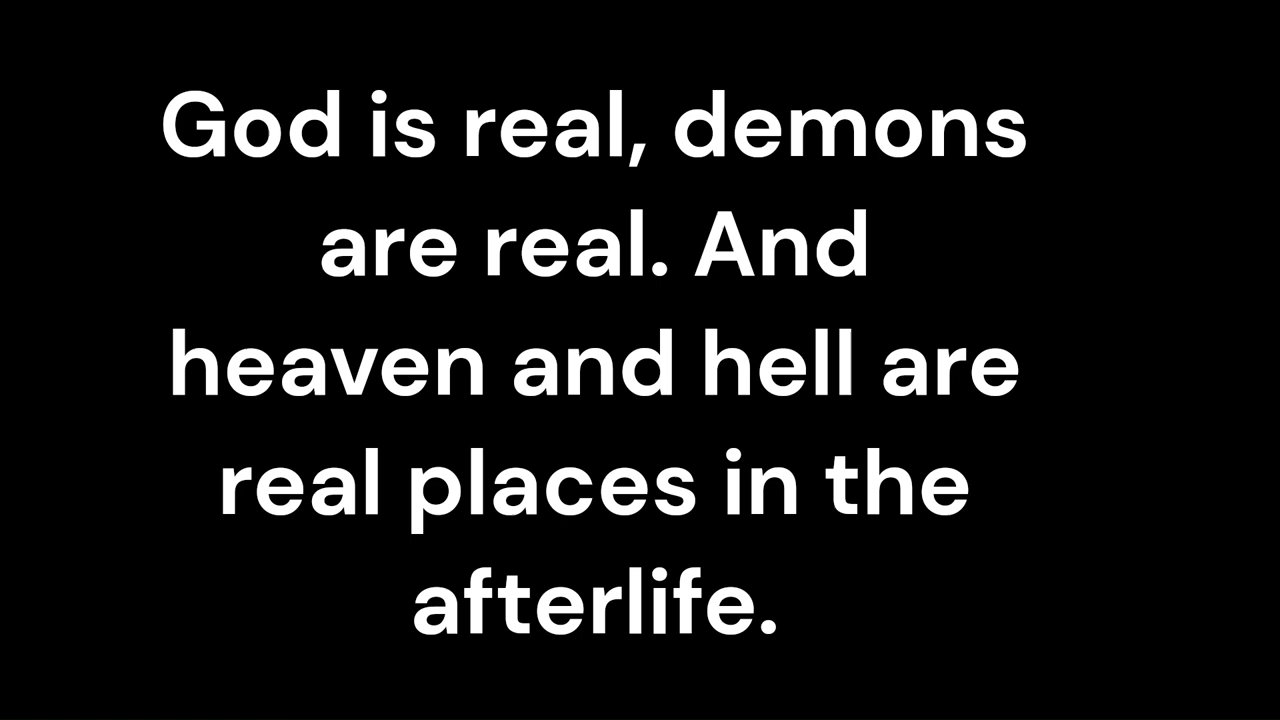 God is real, demons
are real. And
heaven and hell are
real places in the
afterlife.